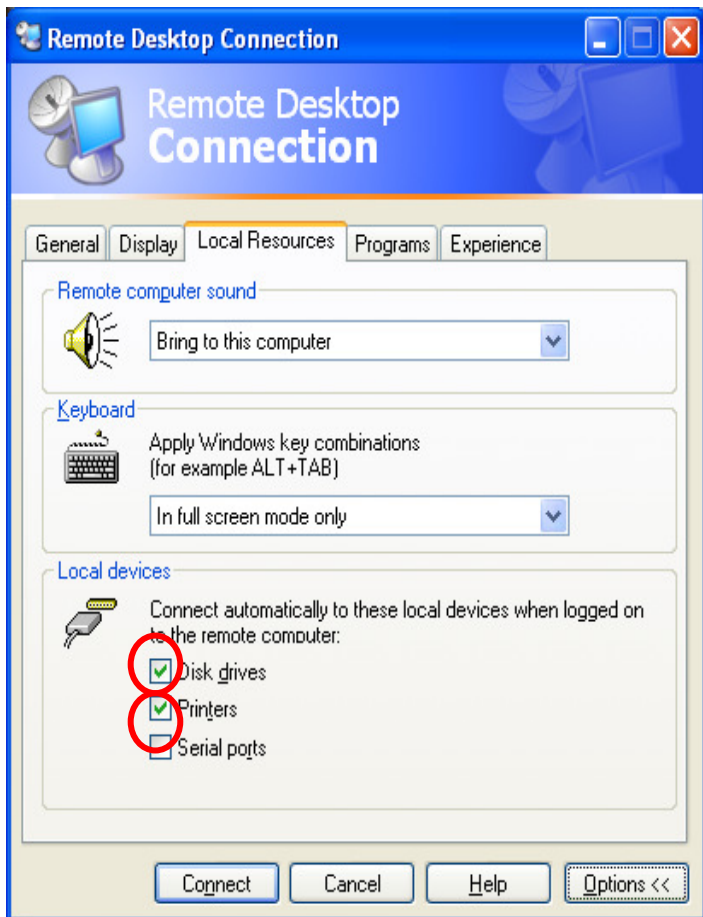 Remote Desktop Connection
Remote Desktop
Connection
General Display Local Resources Programs Experience
Remote computer sound
Bring to this computer
Keyboard
Apply Windows key combinations
(for example ALT+TAB)
In full screen mode only
Local devices
Connect automatically to these local devices when logged on
to the remote computer:
Disk drives
Printers
Serial ports
Connect Cancel Help Options <<